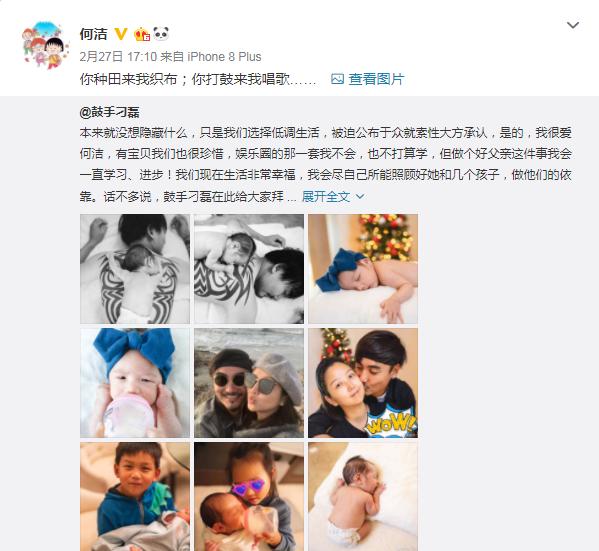 何洁
2月27日 17:10 来自 iPhone 8 Plus
你种田来我织布；你打鼓来我唱歌…… 查看图片
@鼓手刁磊
本来就没想隐藏什么，只是我们选择低调生活，被迫公布于众就索性大方承认，是的，我很爱
何洁，有宝贝我们也很珍惜，娱乐圈的那一套我不会，也不打算学，但做个好父亲这件事我会
一直学习、进步！我们现在生活非常幸福，我会尽自己所能照顾好她和几个孩子，做他们的依
靠。话不多说，鼓手刁磊在此给大家拜 ... 展开全文
WOW!